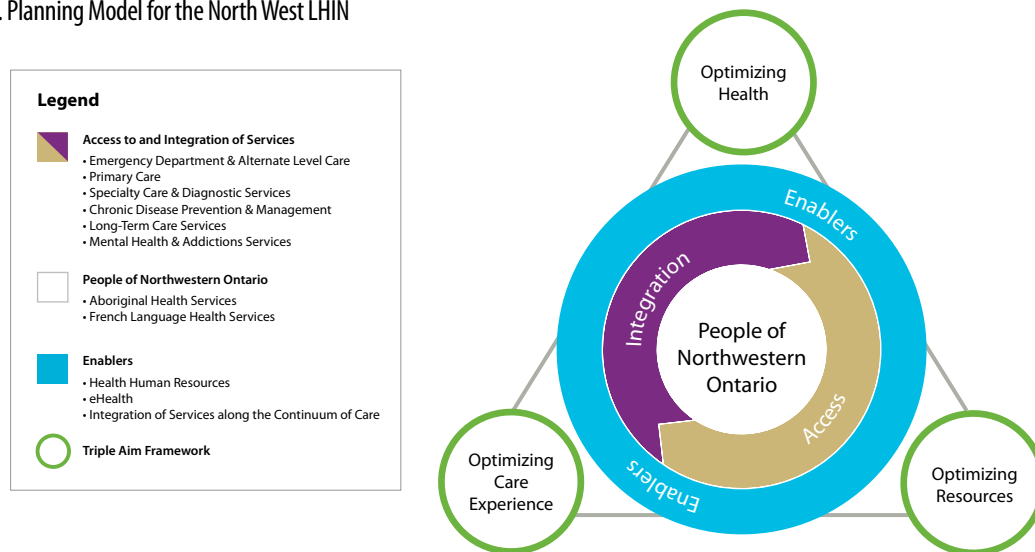 . Planning Model for the North West LHIN
Legend
Access to and Integration of Services
• Emergency Department & Alternate Level Care
• Primary Care
• Specialty Care & Diagnostic Services
• Chronic Disease Prevention & Management
• Long-Term Care Services
• Mental Health & Addictions Services
People of Northwestern Ontario
• Aboriginal Health Services
• French Language Health Services
Enablers
• Health Human Resources
• eHealth
• Integration of Services along the Continuum of Care
Triple Aim Framework
Optimizing
Health
Enablers
Integration
People of
Northwestern
Ontario
Access
Enablers
Optimizing
Care
Experience
Optimizing
Resources